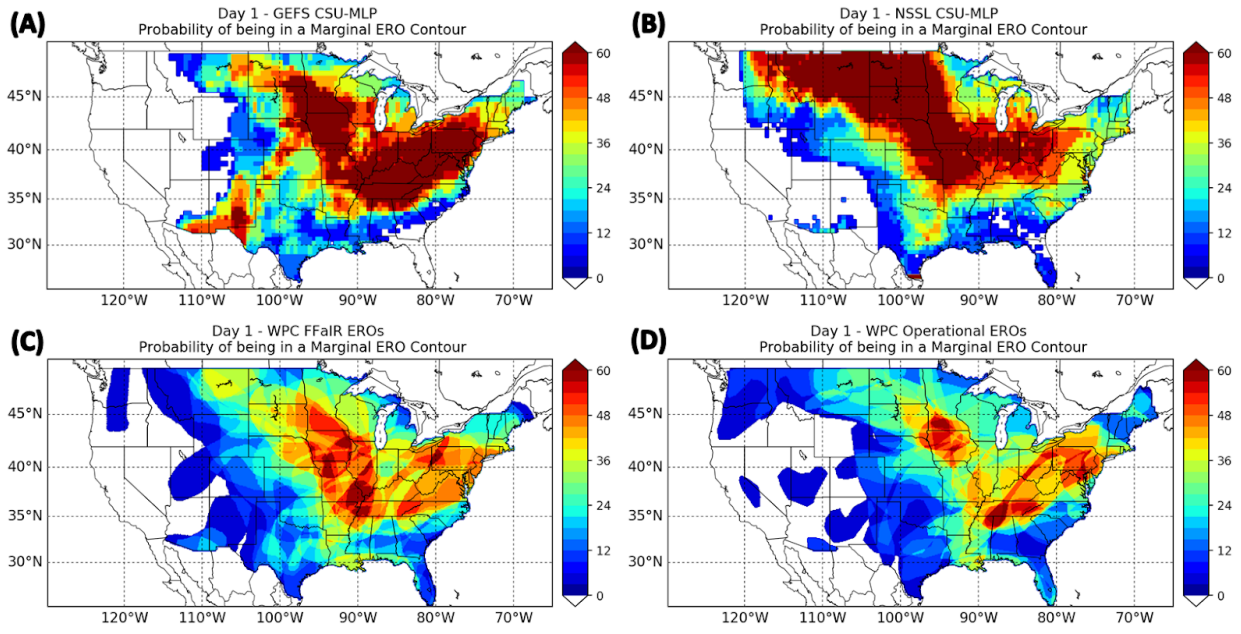 (A)
Day 1 - GEFS CSU-MLP
Probability of being in a Marginal ERO Contour
45°N
40°N
35°N
30°N
120°W 110°W 100°W 90°W 80°W 70°W
60
48
36
24
12
0
(B)
Day 1 - NSSL CSU-MLP
Probability of being in a Marginal ERO Contour
45°N
40°N
35°N
30°N
120°W 110°W 100°W 90°W 80°W 70°W
60
48
36
24
12
0
(C)
Day 1 - WPC FFaIR EROs
Probability of being in a Marginal ERO Contour
45°N
40°N
35°N
30°N
120°W 110°W 100°W 90°W 80°W 70°W
60
48
36
24
12
0
(D)
Day 1 - WPC Operational EROs
Probability of being in a Marginal ERO Contour
45°N
40°N
35°N
30°N
120°W 110°W 100°W 90°W 80°W 70°W
60
48
36
24
12
0